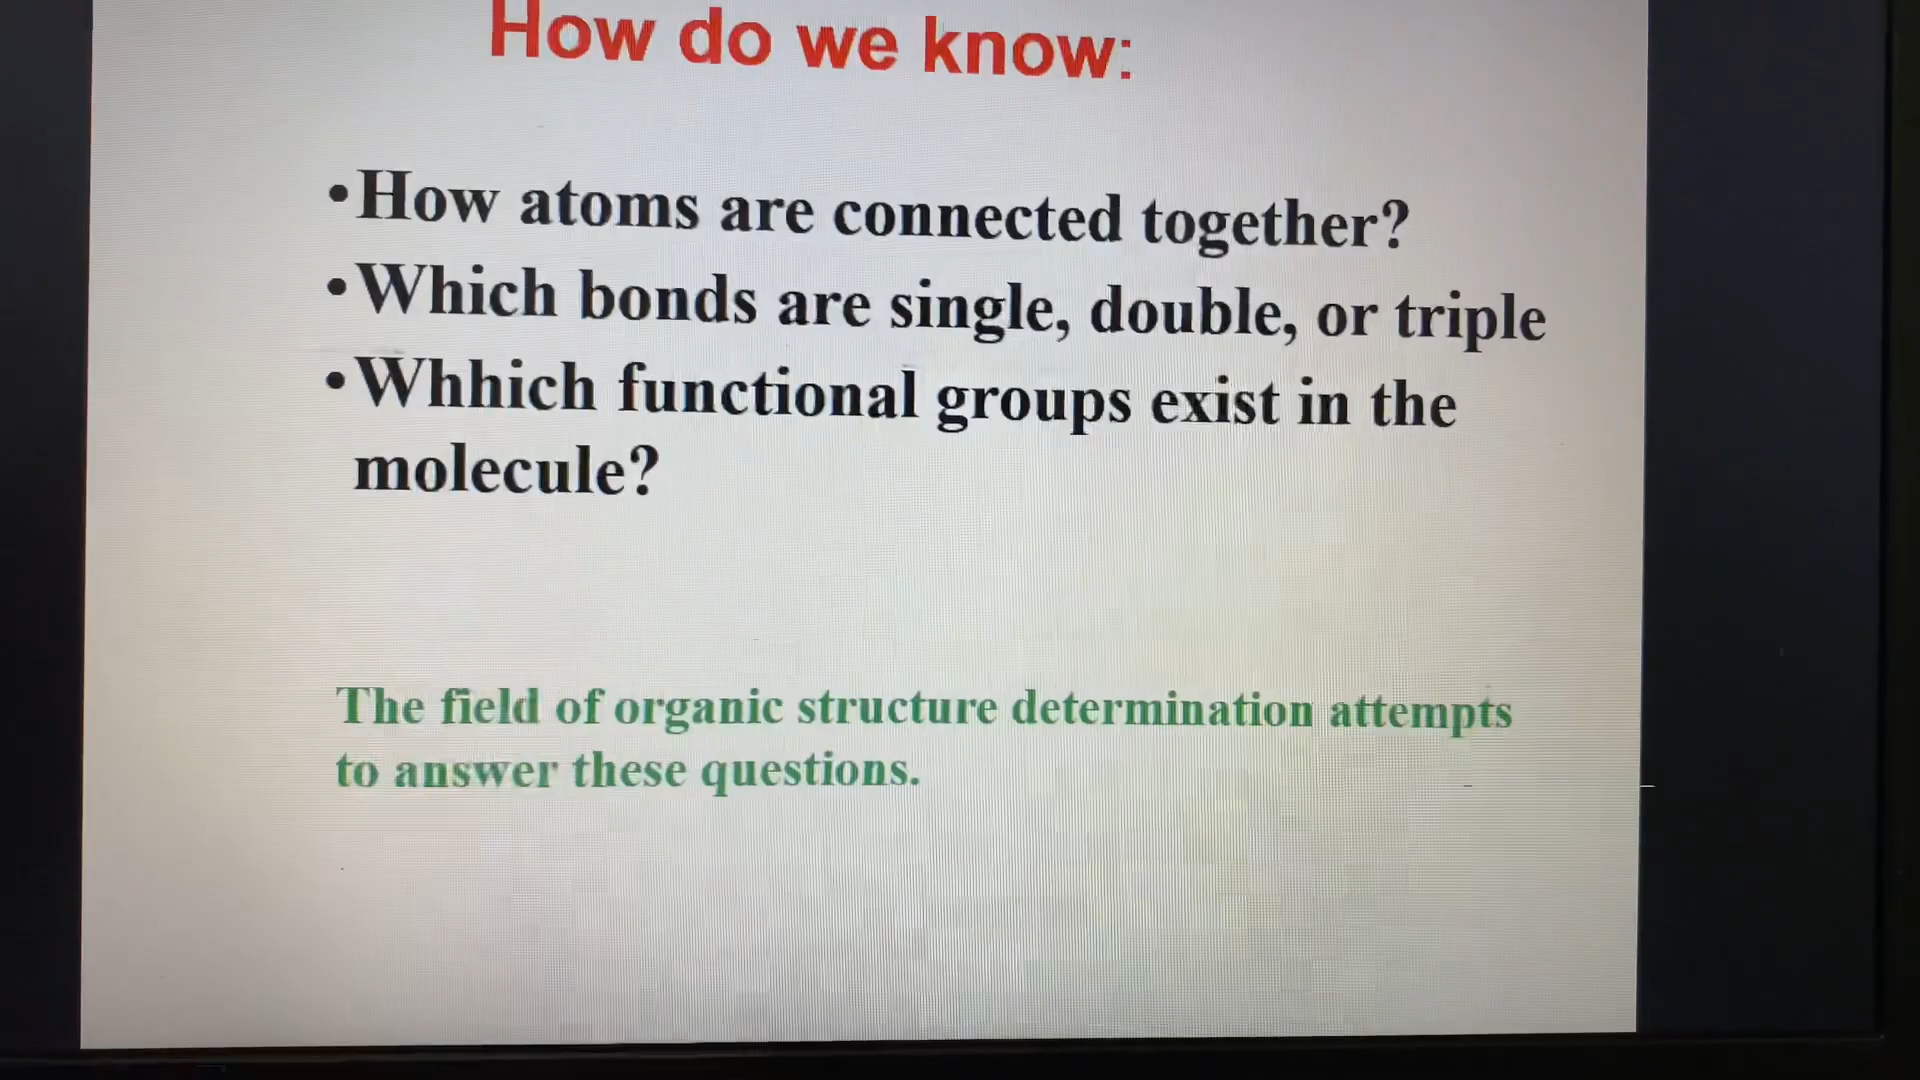 How do we know:
•How atoms are connected together?
•Which bonds are single, double, or triple
•Whhich functional groups exist in the
molecule?
The field of organic structure determination attempts
to answer these questions.